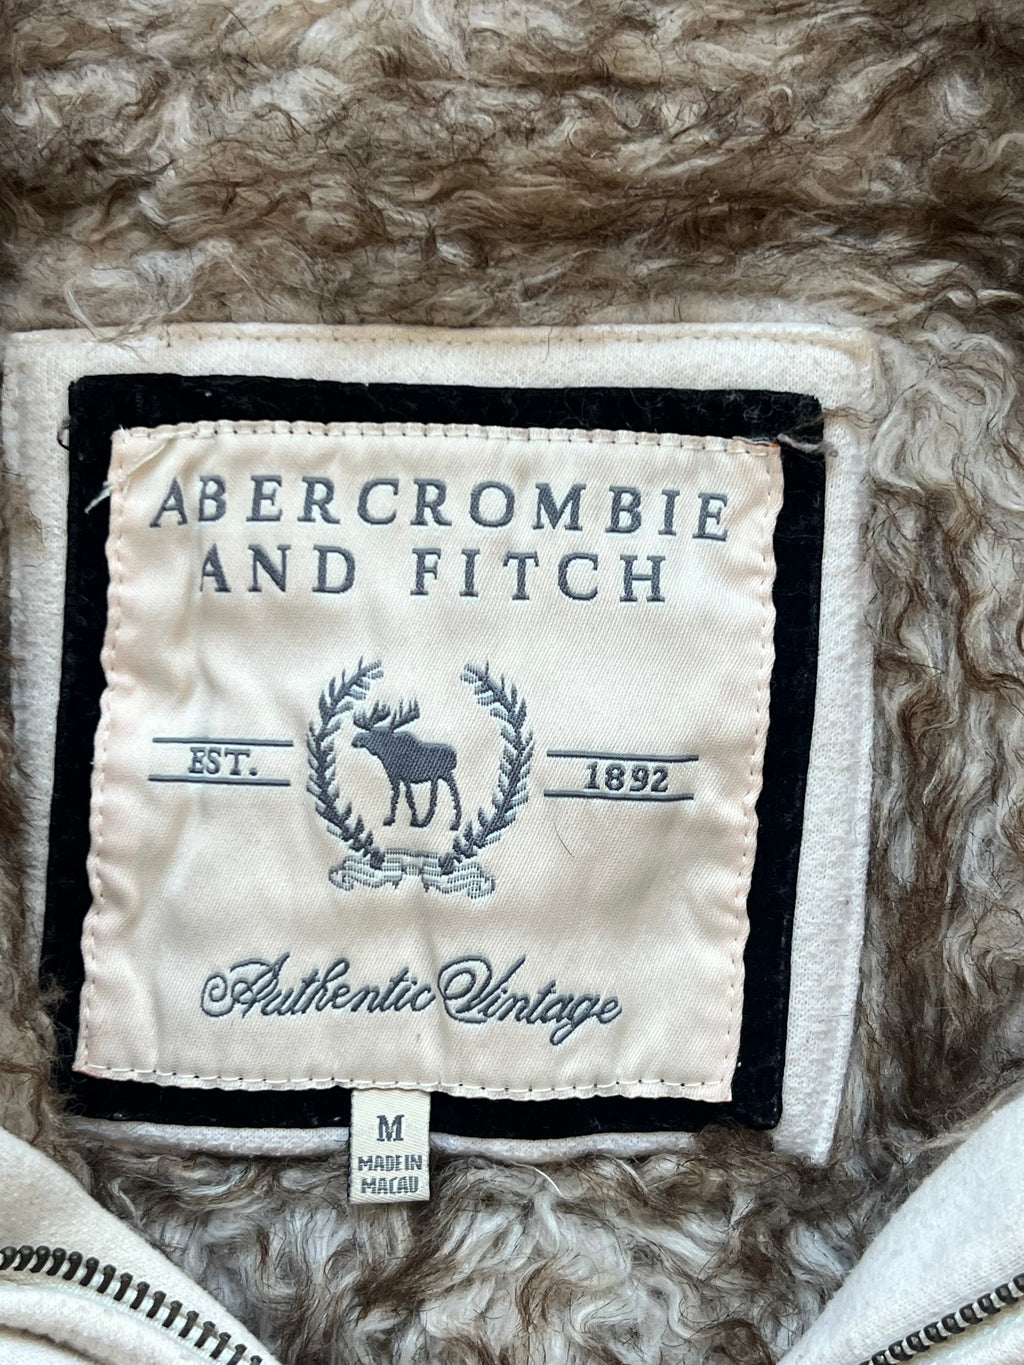 ABERCROMBIE
AND FITCH
EST. 1892
Authentic Vintage
M
MADE IN
MACAU